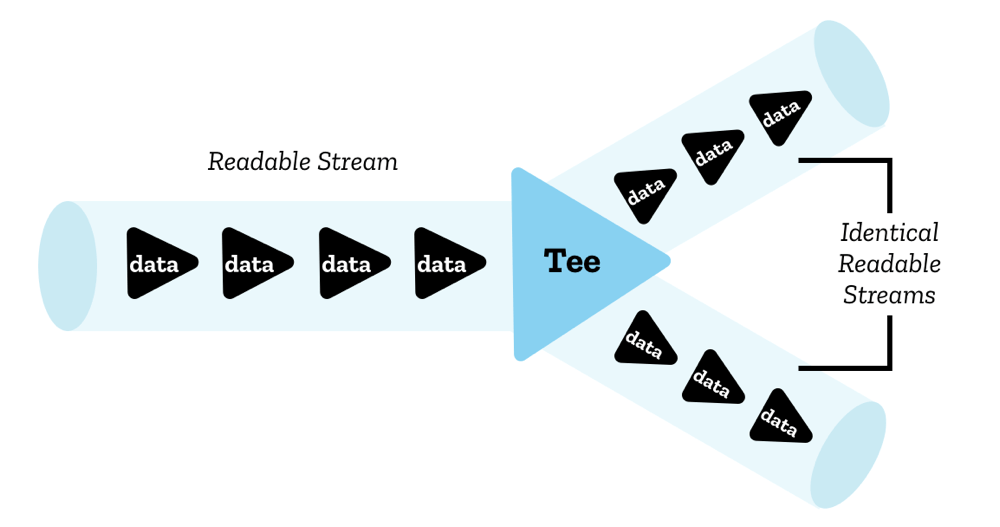 Readable Stream
data
data
data
data
Tee
data
data
data
Identical
Readable
Streams
data
data
data